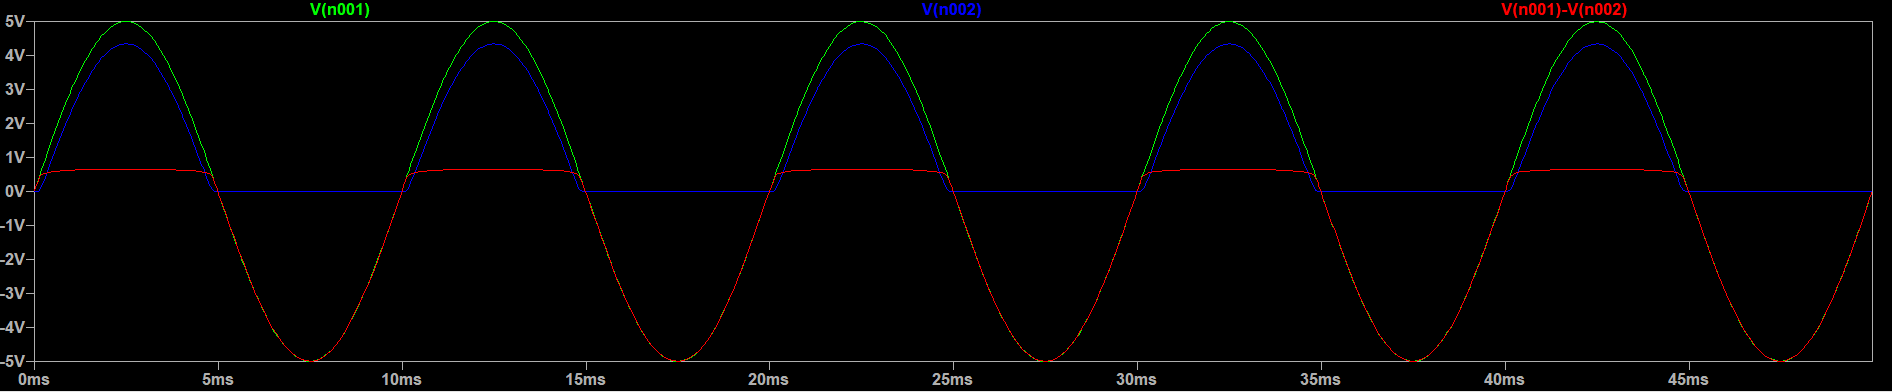 V(n001) V(n002) V(n001)-V(n002)
5V
4V
3V
2V
1V
0V
-1V
-2V
-3V
-4V
-5V
0ms 5ms 10ms 15ms 20ms 25ms 30ms 35ms 40ms 45ms